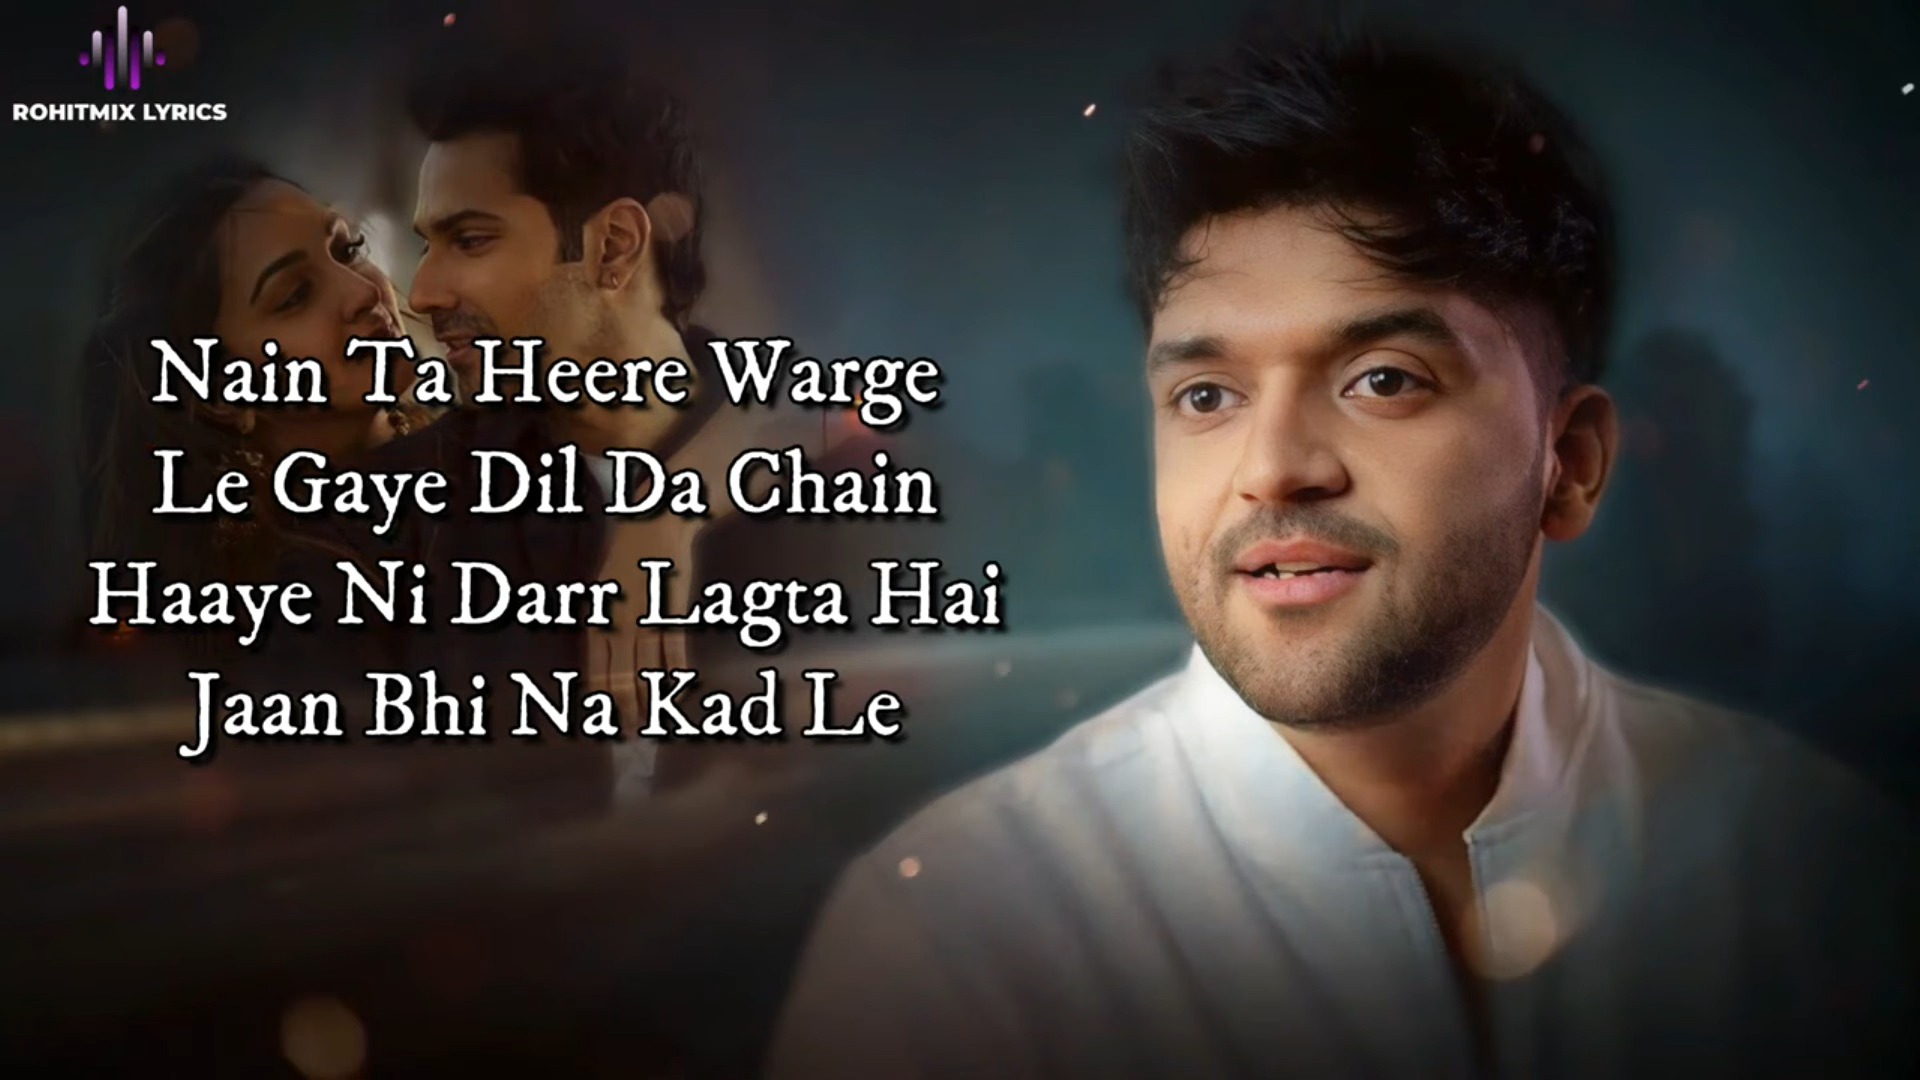 ROHITMIX LYRICS
Nain Ta Heere Warge
Le Gaye Dil Da Chain
Haaye Ni Darr Lagta Hai
Jaan Bhi Na Kad Le